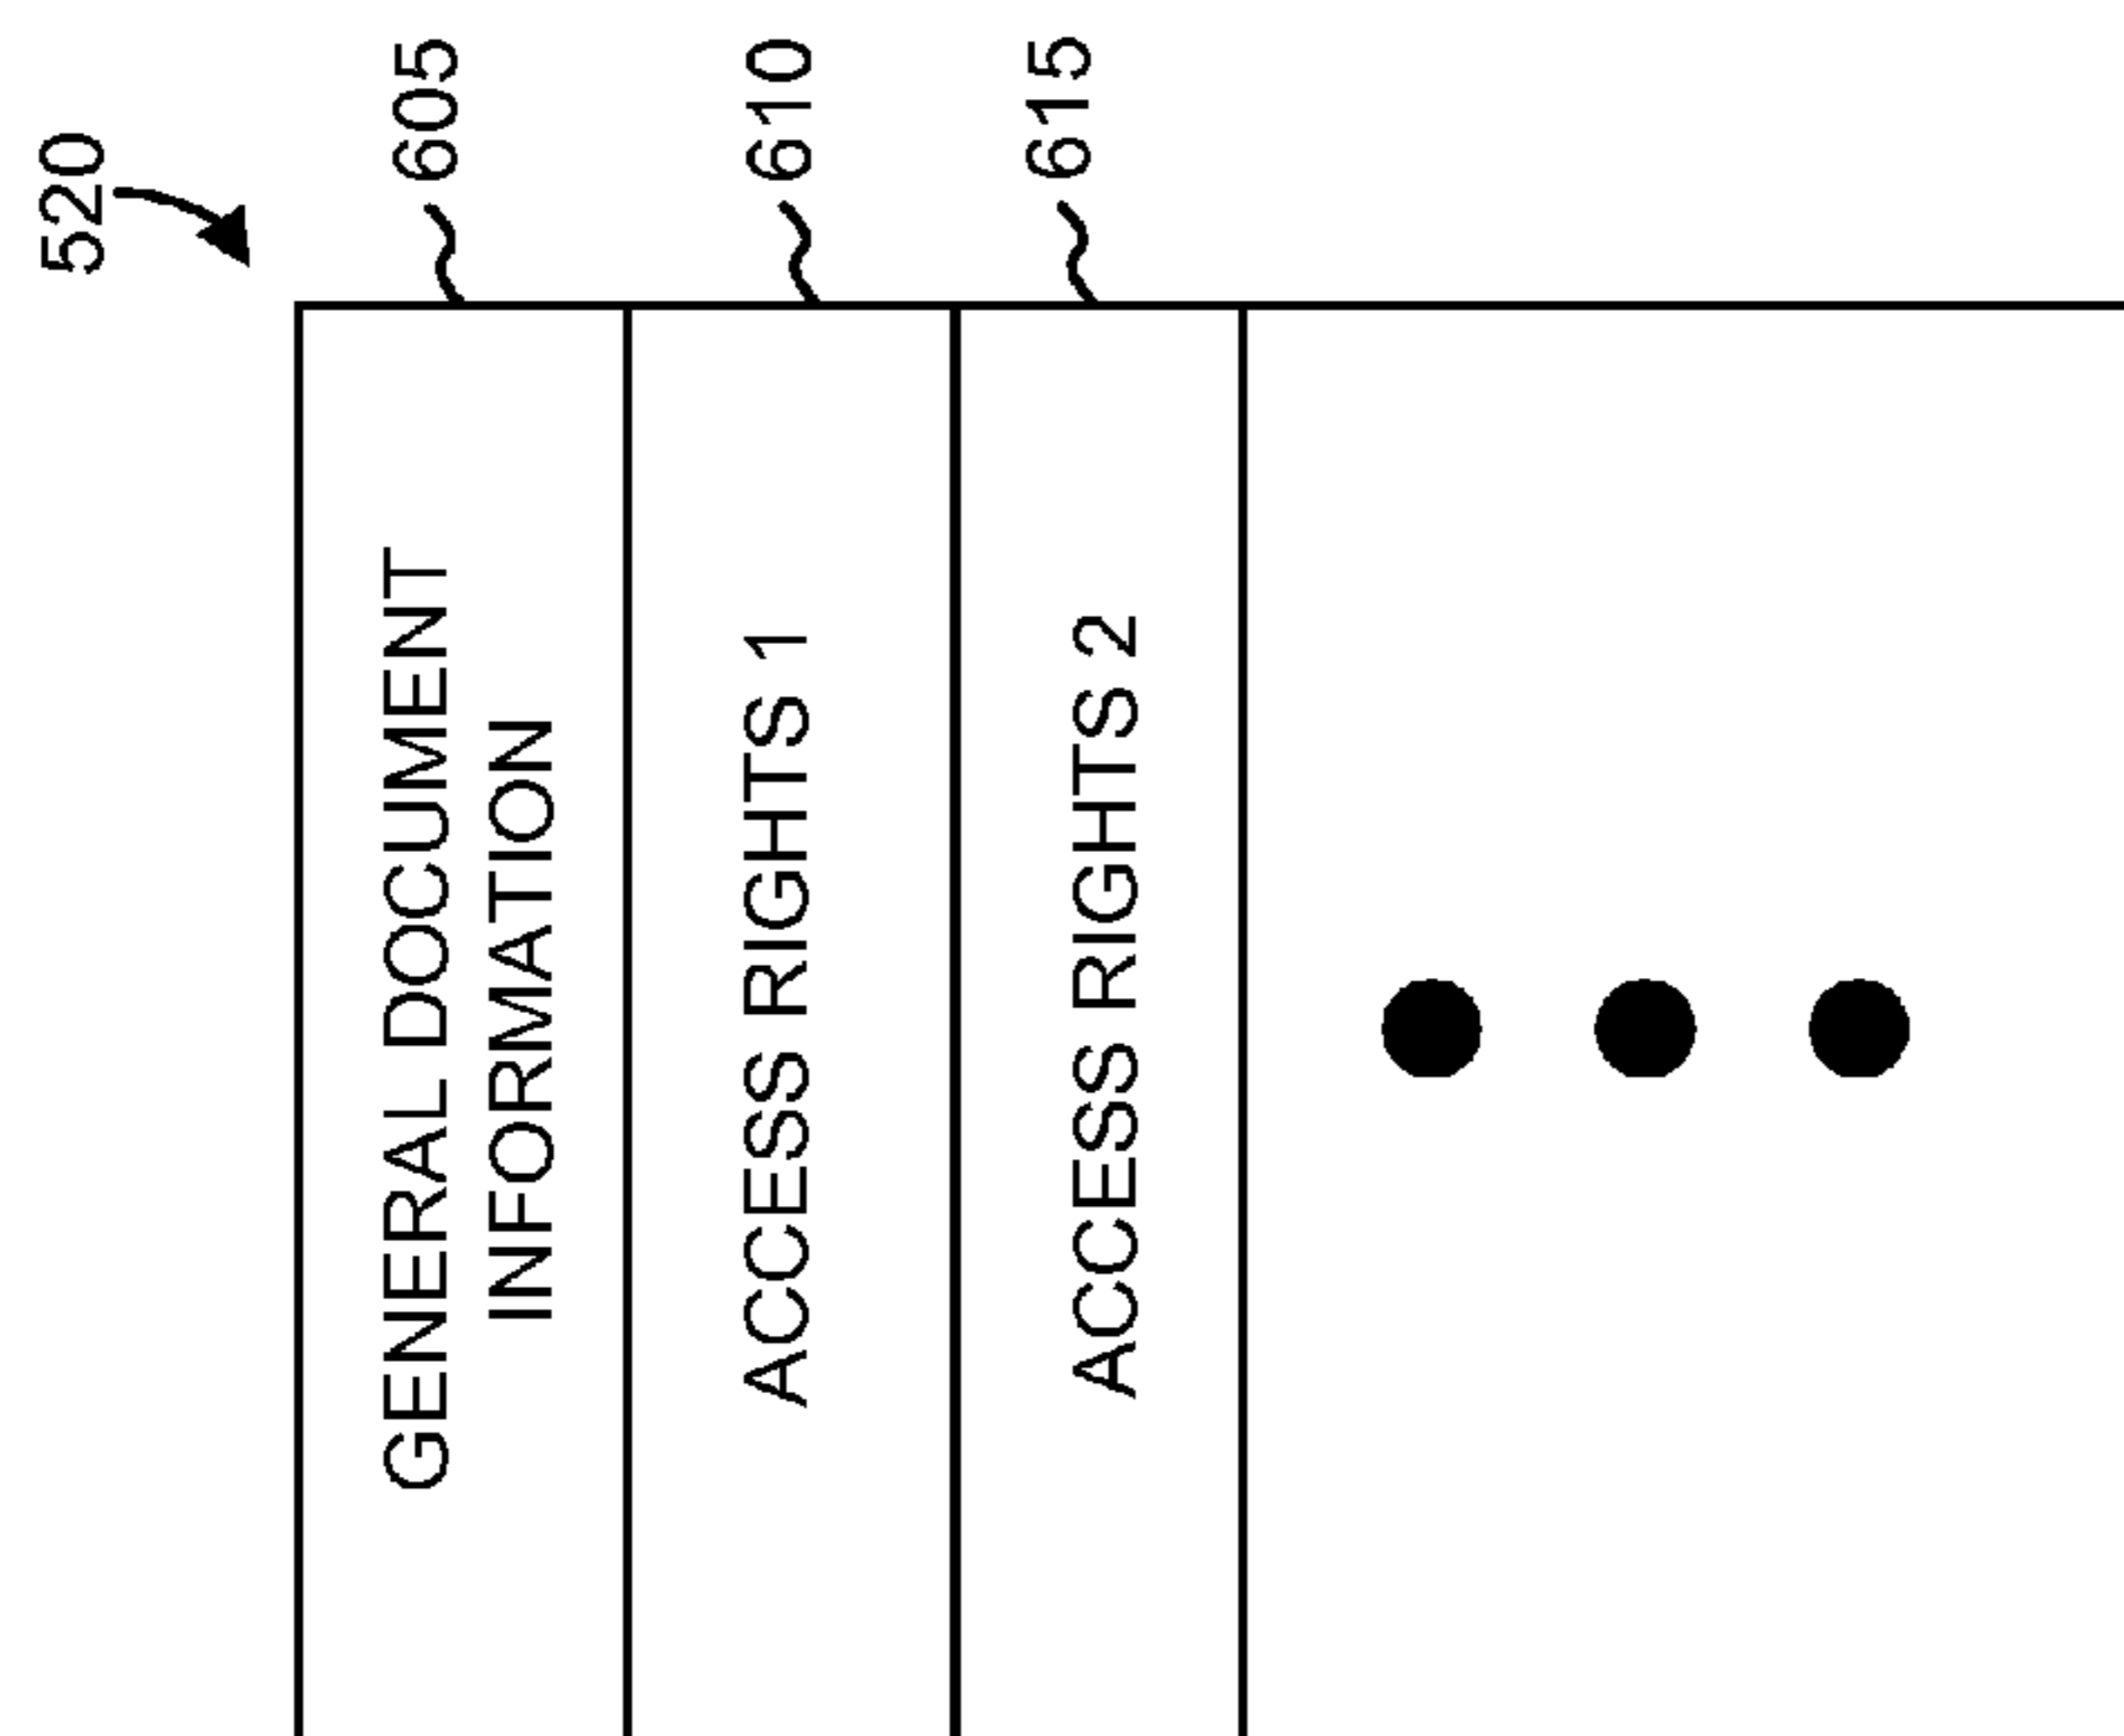 520
605
GENERAL DOCUMENT
INFORMATION
610
ACCESS RIGHTS 1
615
ACCESS RIGHTS 2